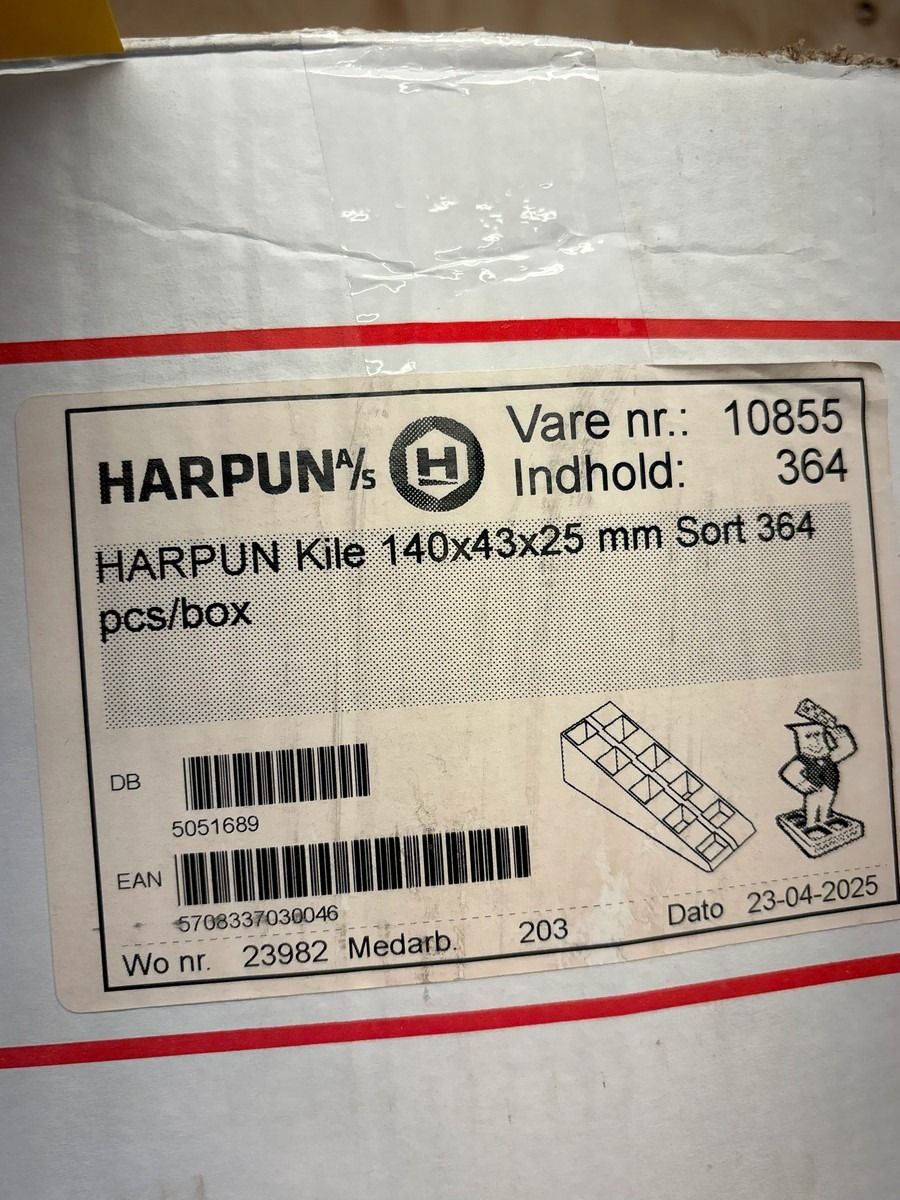 HARPUN A/S H
Vare nr.: 10855
Indhold: 364
HARPUN Kile 140x43x25 mm Sort 364
pcs/box
DB
5051689
EAN
5708337030046
Wo nr. 23982 Medarb. 203 Dato 23-04-2025